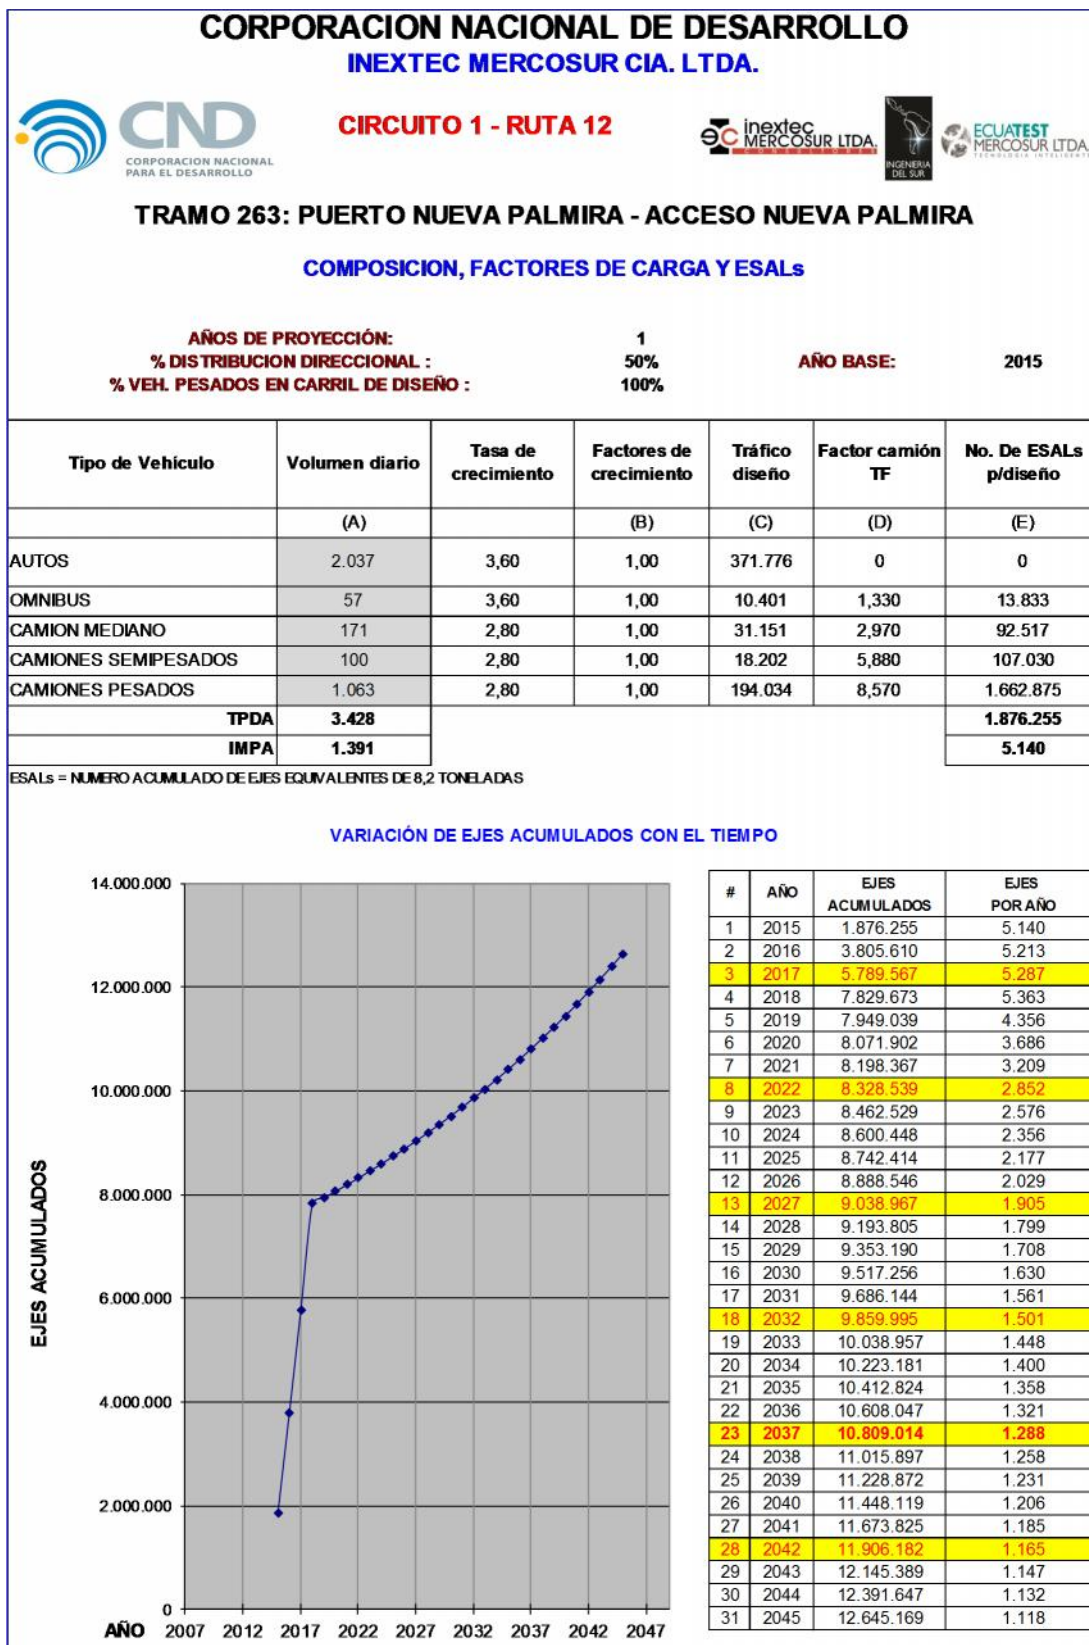 CORPORACION NACIONAL DE DESARROLLO
INEXTEC MERCOSUR CIA. LTDA.
CND
CORPORACION NACIONAL
PARA EL DESARROLLO
CIRCUITO 1 - RUTA 12
inextec
MERCOSUR LTDA.
CONSULTORES
INGENIERIA
DEL SUR
ECUATEST
MERCOSUR LTDA.
TECNOLOGIA INTELIGENTE
TRAMO 263: PUERTO NUEVA PALMIRA - ACCESO NUEVA PALMIRA
COMPOSICION, FACTORES DE CARGA Y ESALs
AÑOS DE PROYECCIÓN: 1
% DISTRIBUCION DIRECCIONAL : 50% AÑO BASE: 2015
% VEH. PESADOS EN CARRIL DE DISEÑO : 100%
Tipo de Vehículo Volumen diario Tasa de crecimiento Factores de crecimiento Tráfico diseño Factor camión TF No. De ESALs p/diseño
(A) (B) (C) (D) (E)
AUTOS 2.037 3,60 1,00 371.776 0 0
OMNIBUS 57 3,60 1,00 10.401 1,330 13.833
CAMION MEDIANO 171 2,80 1,00 31.151 2,970 92.517
CAMIONES SEMIPESADOS 100 2,80 1,00 18.202 5,880 107.030
CAMIONES PESADOS 1.063 2,80 1,00 194.034 8,570 1.662.875
TPDA 3.428 1.876.255
IMPA 1.391 5.140
ESALs = NUMERO ACUMULADO DE EJES EQUIVALENTES DE 8,2 TONELADAS
VARIACIÓN DE EJES ACUMULADOS CON EL TIEMPO
EJES ACUMULADOS
14.000.000
12.000.000
10.000.000
8.000.000
6.000.000
4.000.000
2.000.000
0
AÑO 2007 2012 2017 2022 2027 2032 2037 2042 2047
# AÑO EJES ACUMULADOS EJES POR AÑO
1 2015 1.876.255 5.140
2 2016 3.805.610 5.213
3 2017 5.789.567 5.287
4 2018 7.829.673 5.363
5 2019 7.949.039 4.356
6 2020 8.071.902 3.686
7 2021 8.198.367 3.209
8 2022 8.328.539 2.852
9 2023 8.462.529 2.576
10 2024 8.600.448 2.356
11 2025 8.742.414 2.177
12 2026 8.888.546 2.029
13 2027 9.038.967 1.905
14 2028 9.193.805 1.799
15 2029 9.353.190 1.708
16 2030 9.517.256 1.630
17 2031 9.686.144 1.561
18 2032 9.859.995 1.501
19 2033 10.038.957 1.448
20 2034 10.223.181 1.400
21 2035 10.412.824 1.358
22 2036 10.608.047 1.321
23 2037 10.809.014 1.288
24 2038 11.015.897 1.258
25 2039 11.228.872 1.231
26 2040 11.448.119 1.206
27 2041 11.673.825 1.185
28 2042 11.906.182 1.165
29 2043 12.145.389 1.147
30 2044 12.391.647 1.132
31 2045 12.645.169 1.118